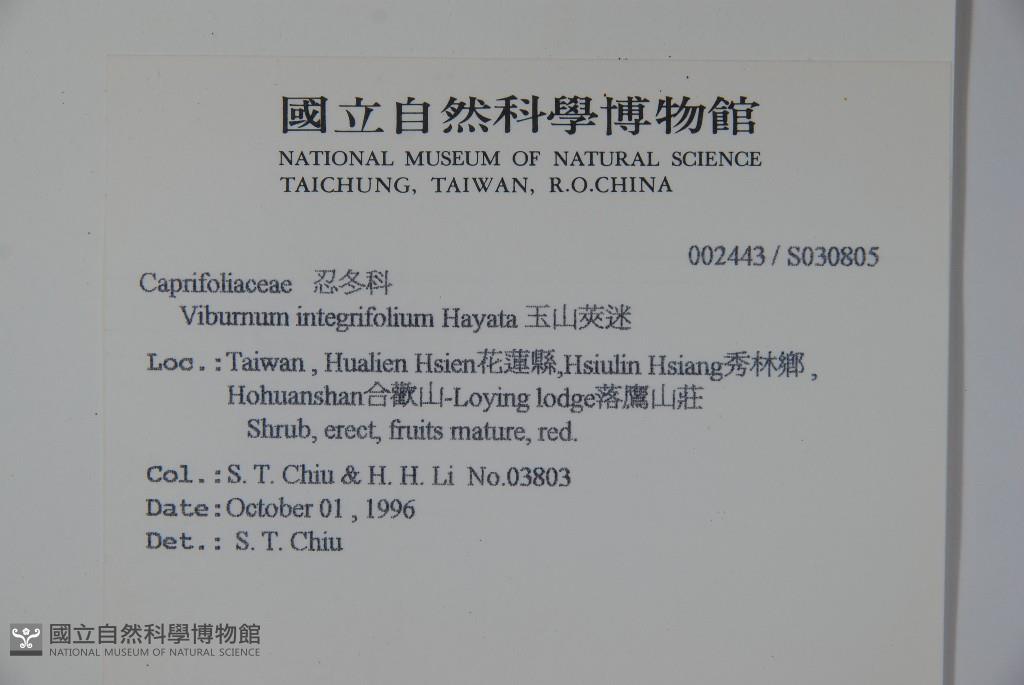 國立自然科學博物館
NATIONAL MUSEUM OF NATURAL SCIENCE
TAICHUNG, TAIWAN, R.O.CHINA
002443 / S030805
Caprifoliaceae 忍冬科
Viburnum integrifolium Hayata 玉山莢迷
Loc.:Taiwan , Hualien Hsien花蓮縣,Hsiulin Hsiang秀林鄉 ,
Hohuanshan合歡山-Loying lodge落鷹山莊
Shrub, erect, fruits mature, red.
Col.:S. T. Chiu & H. H. Li No.03803
Date:October 01 , 1996
Det.: S. T. Chiu
國立自然科學博物館
NATIONAL MUSEUM OF NATURAL SCIENCE